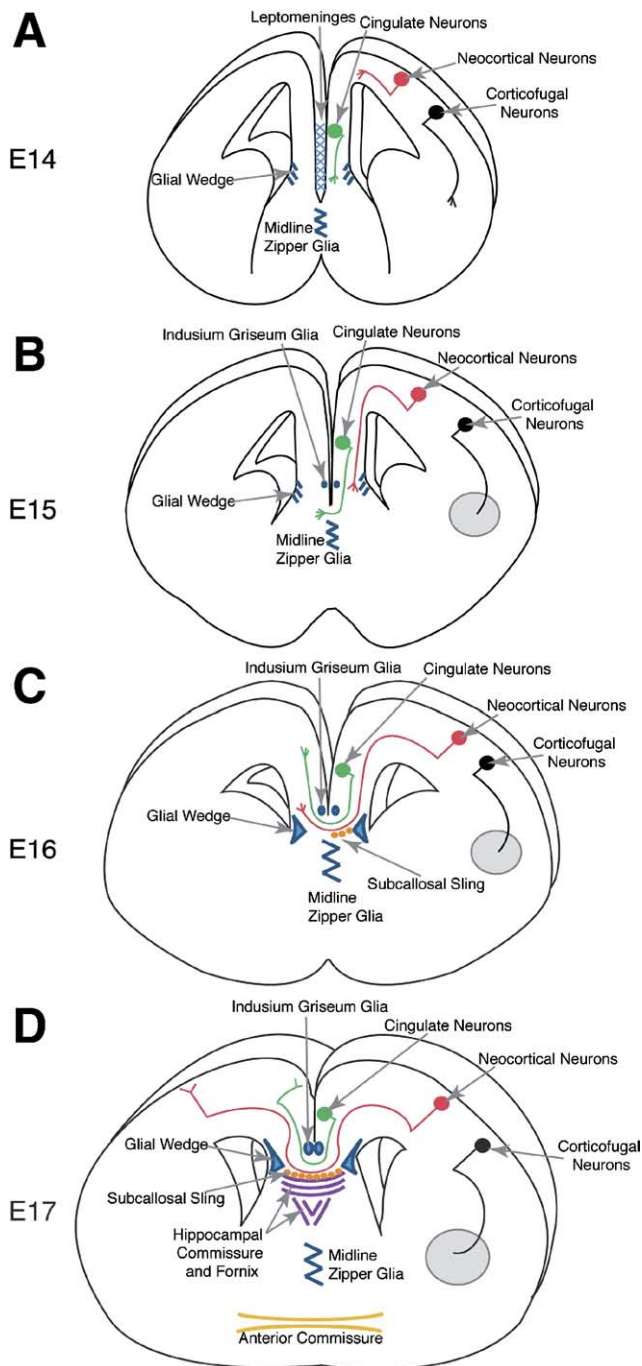 A
Leptomeninges
Cingulate Neurons
Neocortical Neurons
Corticofugal
Neurons
E14
Glial Wedge
Midline
Zipper Glia
B
Indusium Griseum Glia
Cingulate Neurons
Neocortical Neurons
Corticofugal
Neurons
E15
Glial Wedge
Midline
Zipper Glia
C
Indusium Griseum Glia
Cingulate Neurons
Neocortical Neurons
Corticofugal
Neurons
Glial Wedge
E16
Subcallosal Sling
Midline
Zipper Glia
D
Indusium Griseum Glia
Cingulate Neurons
Neocortical Neurons
Glial Wedge
Corticofugal
Neurons
Subcallosal Sling
E17
Hippocampal
Commissure
and Fornix
Midline
Zipper Glia
Anterior Commissure